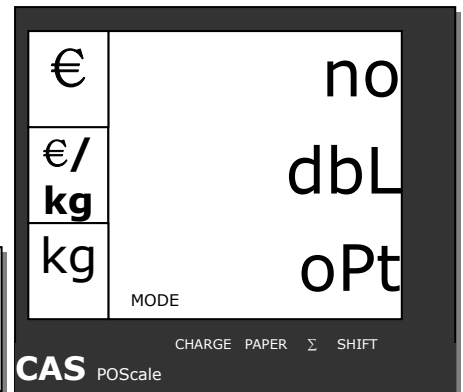 € no
€/
kg dbL
kg oPt
MODE
CHARGE PAPER Σ SHIFT
CAS POScale